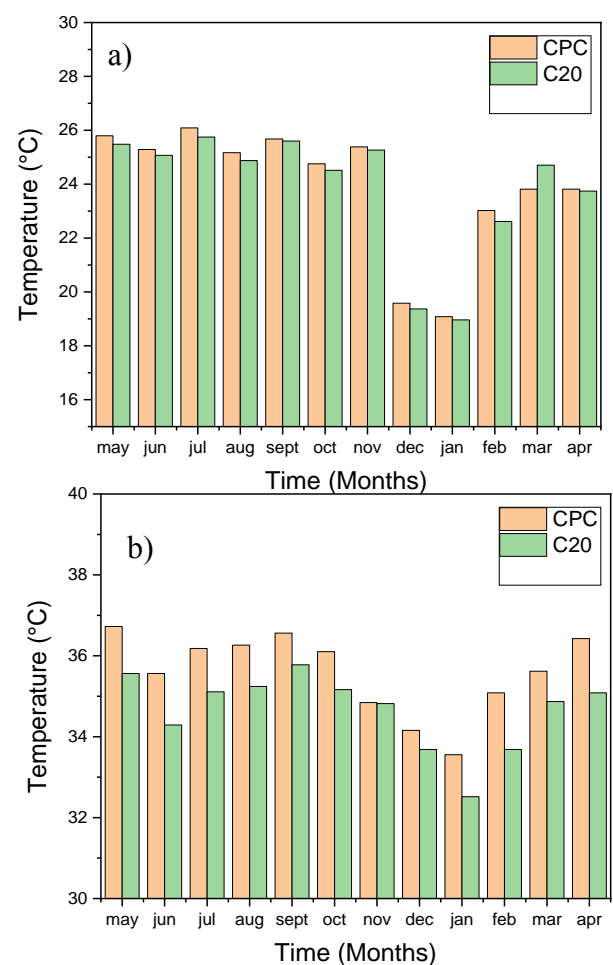 a)
CPC
C20
Temperature (°C)
30
28
26
24
22
20
18
16
may jun jul aug sept oct nov dec jan feb mar apr
Time (Months)
b)
CPC
C20
Temperature (°C)
40
38
36
34
32
30
may jun jul aug sept oct nov dec jan feb mar apr
Time (Months)